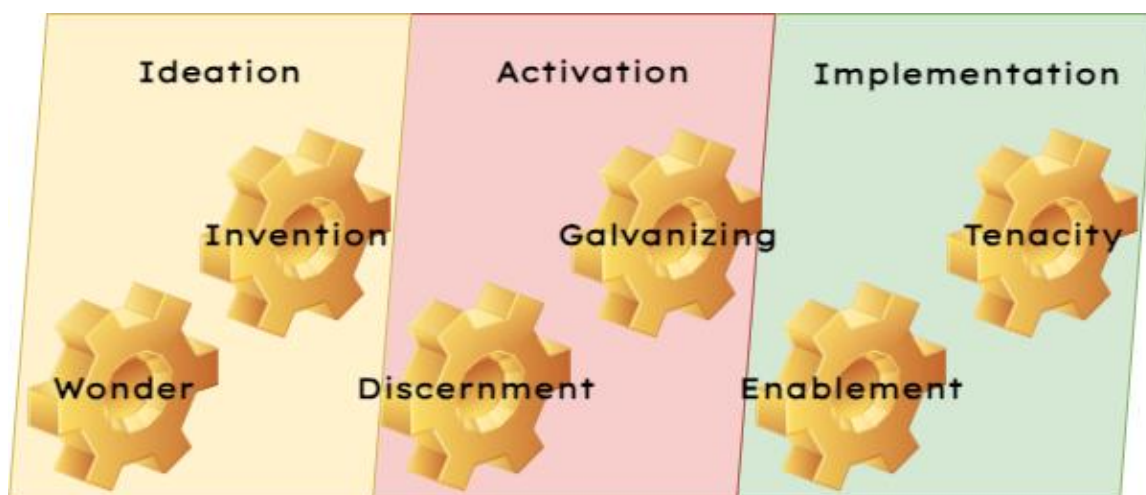 Ideation
Activation
Implementation
Invention
Galvanizing
Tenacity
Wonder
Discernment
Enablement